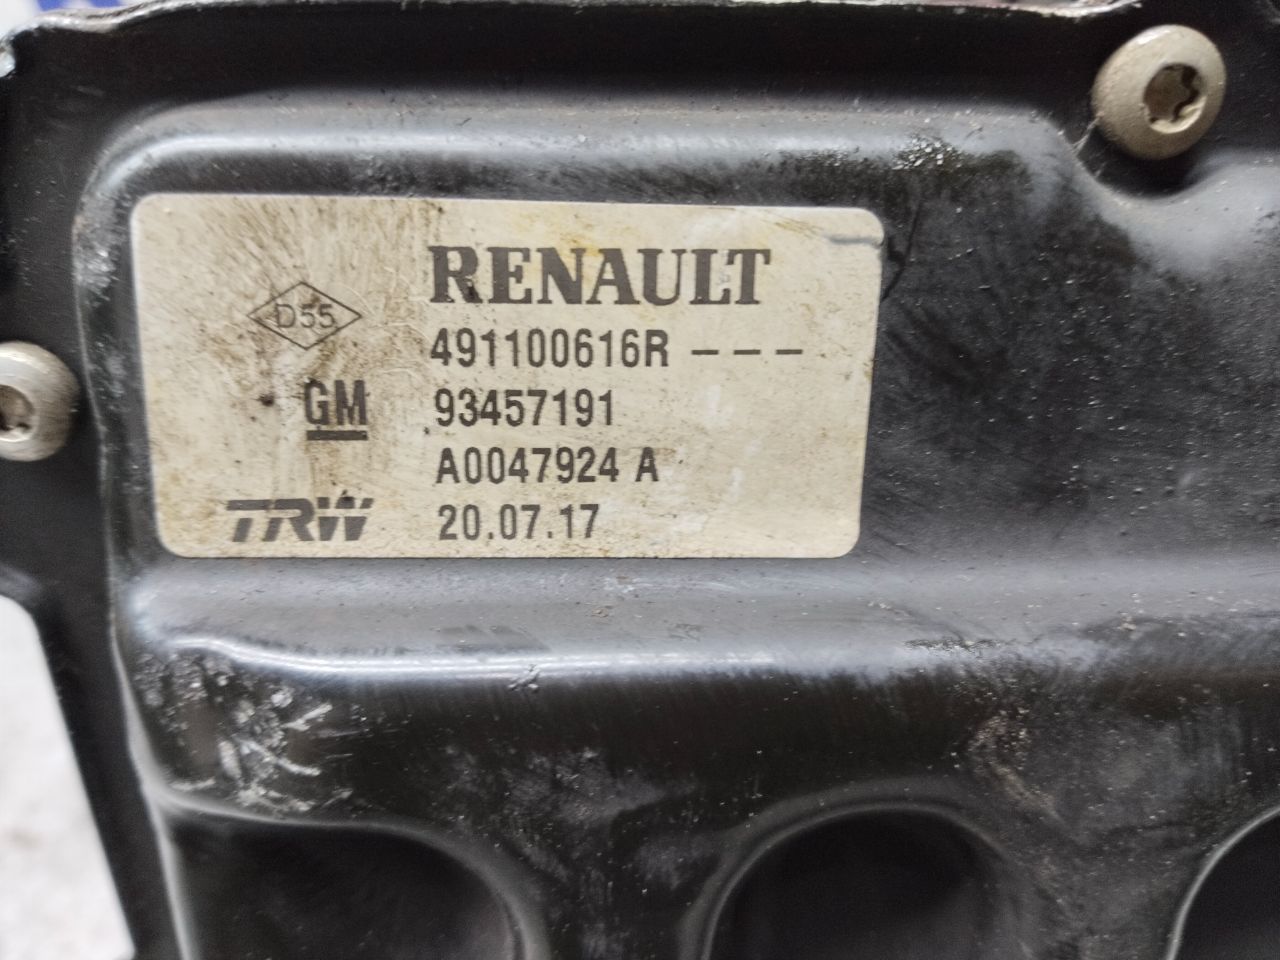 RENAULT
D55
491100616R ---
GM 93457191
A0047924 A
TRW 20.07.17